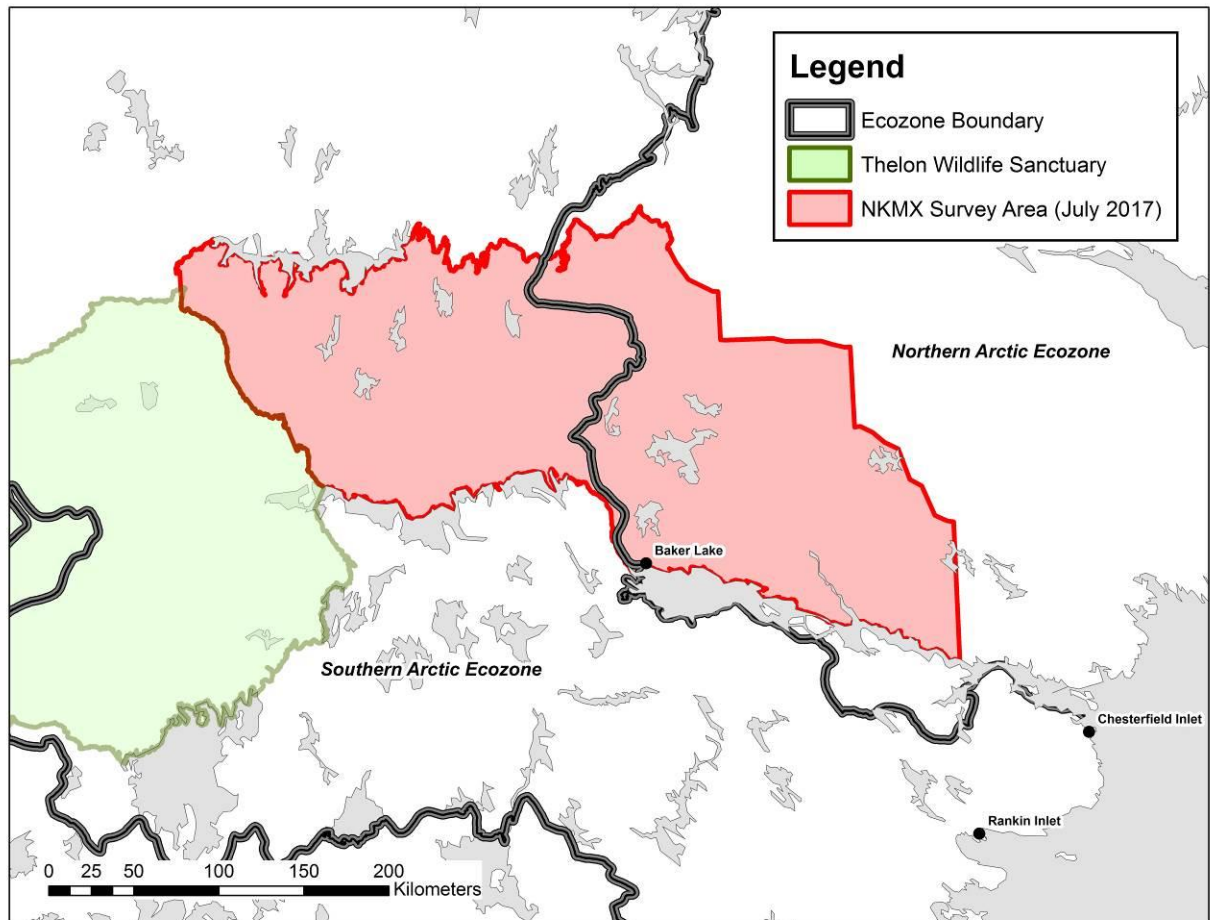 Legend
Ecozone Boundary
Thelon Wildlife Sanctuary
NKMX Survey Area (July 2017)
Northern Arctic Ecozone
Baker Lake
Southern Arctic Ecozone
Chesterfield Inlet
Rankin Inlet
0 25 50 100 150 200
Kilometers